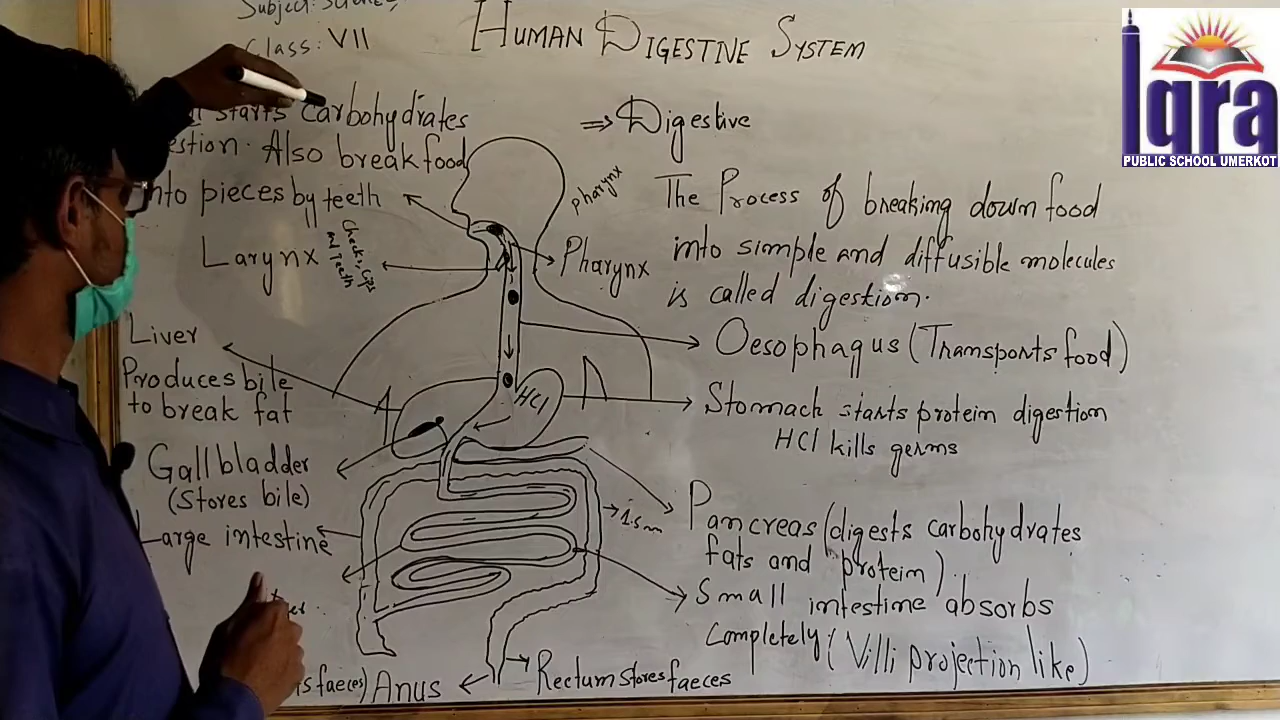 Subject: Science
Class: VII
HUMAN DIGESTIVE SYSTEM
Iqra
PUBLIC SCHOOL UMERKOT
starts carbohydrates
Also break food
into pieces by teeth
Larynx
Pharynx
pharynx
⇒ Digestive
The Process of breaking down food
into simple and diffusible molecules
is called digestion.
Oesophagus (Transports food)
Liver
Produces bile
to break fat
HCl
Stomach starts protein digestion
HCl kills germs
Gallbladder
(Stores bile)
Large intestine
1.5m
Pancreas (digests carbohydrates
fats and protein)
Small intestine absorbs
Completely (Villi projection like)
faeces) Anus
Rectum stores faeces